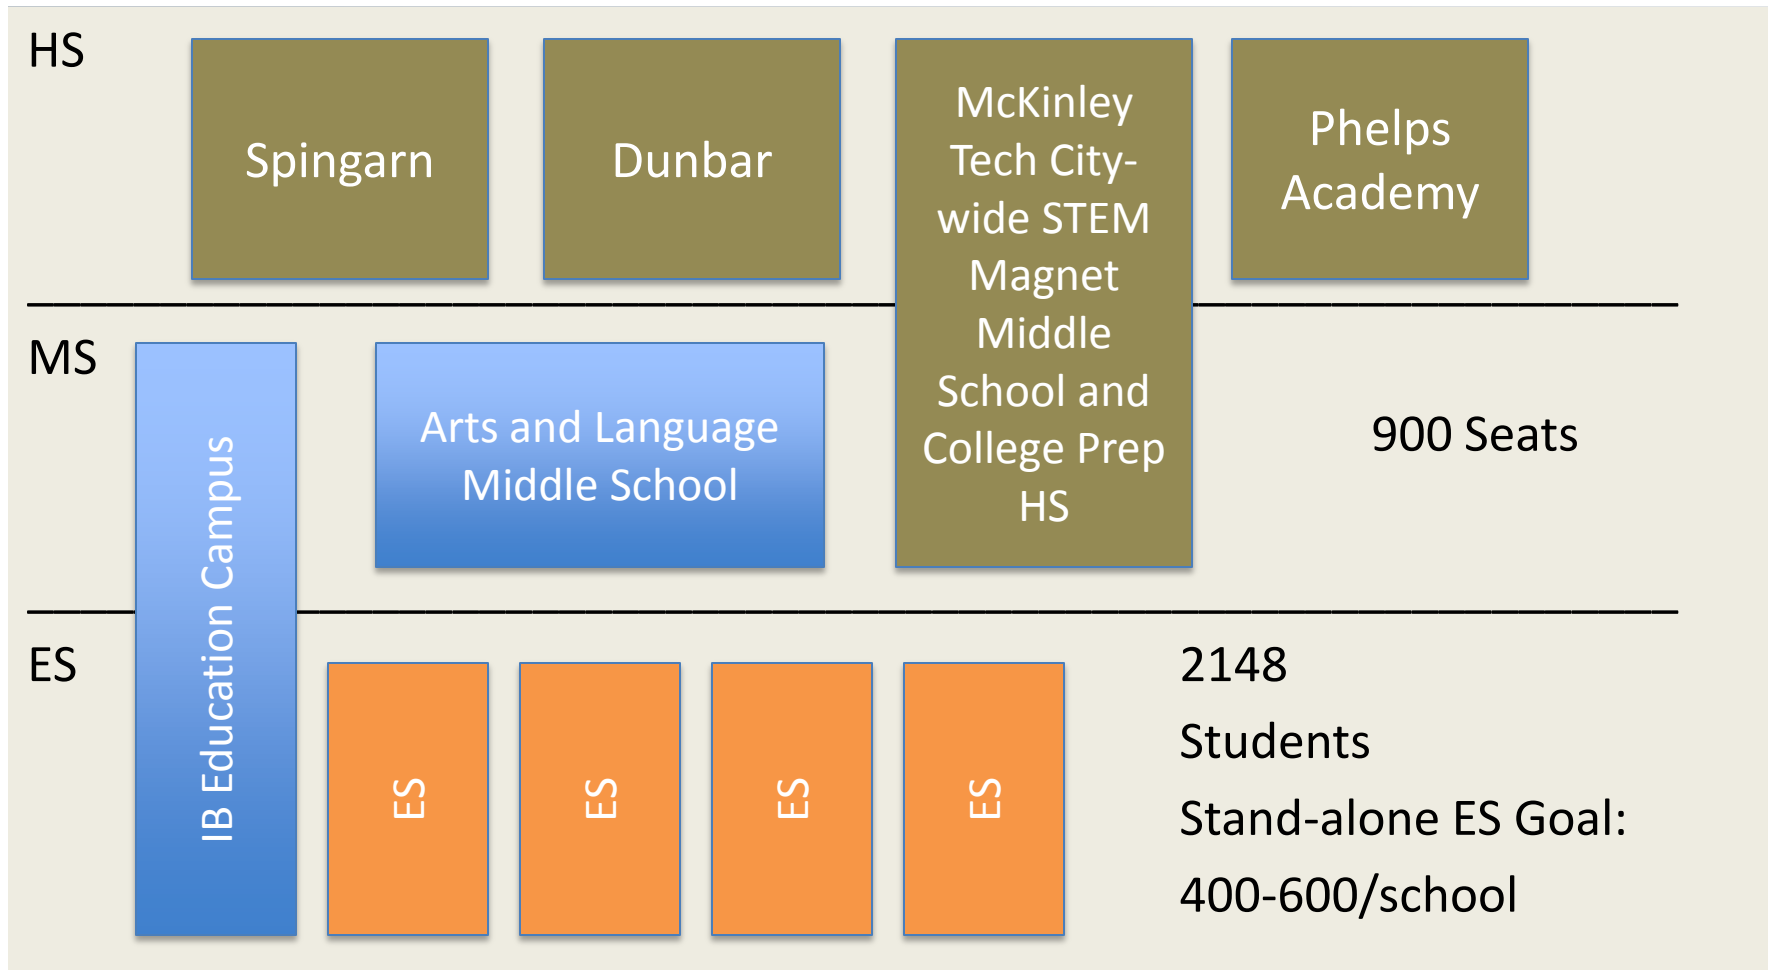 HS
Spingarn
Dunbar
McKinley
Tech City-
wide STEM
Magnet
Middle
School and
College Prep
HS
Phelps
Academy
MS
IB Education Campus
Arts and Language
Middle School
900 Seats
ES
ES
ES
ES
ES
2148
Students
Stand-alone ES Goal:
400-600/school